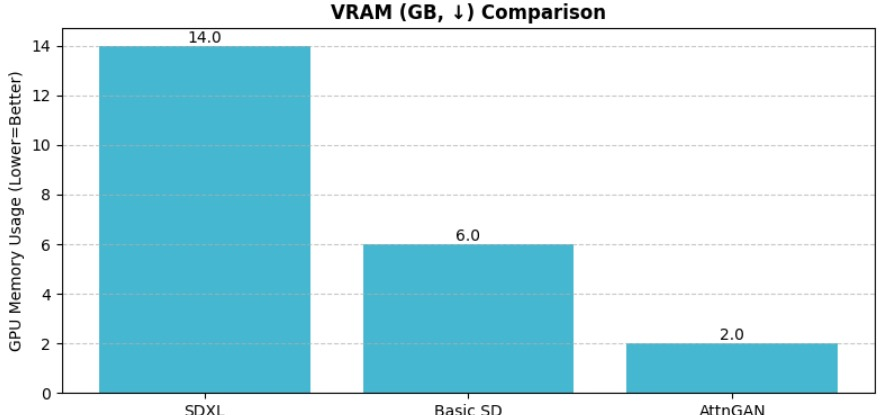 VRAM (GB, ↓) Comparison
GPU Memory Usage (Lower=Better)
14
12
10
8
6
4
2
0
14.0
6.0
2.0
SDXL
Basic SD
AttnGAN